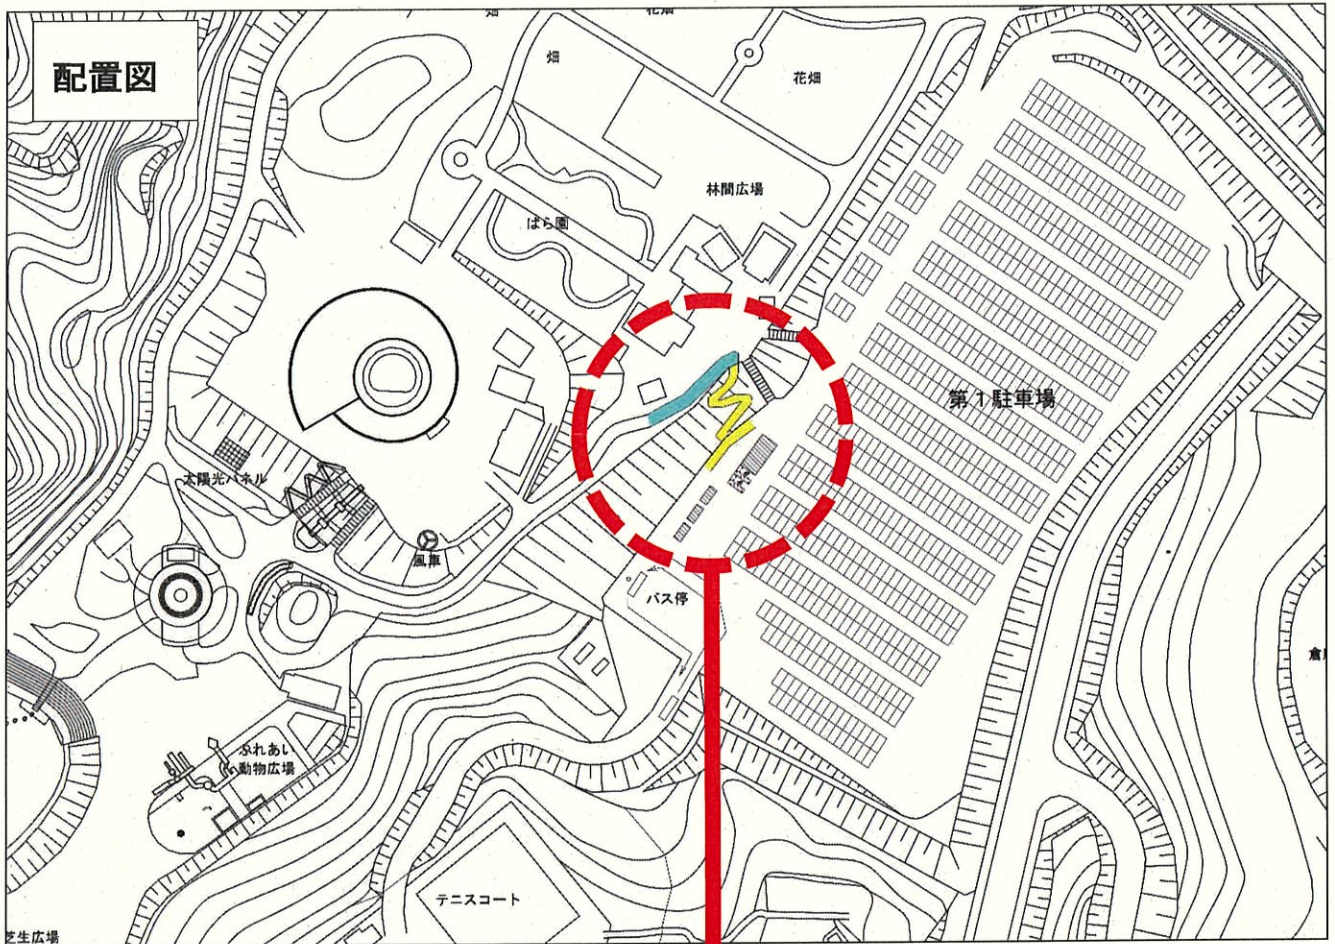 配置図
畑
花畑
畑
花畑
林間広場
ばら園
第1駐車場
太陽光パネル
風車
バス停
ふれあい
動物広場
テニスコート
芝生広場